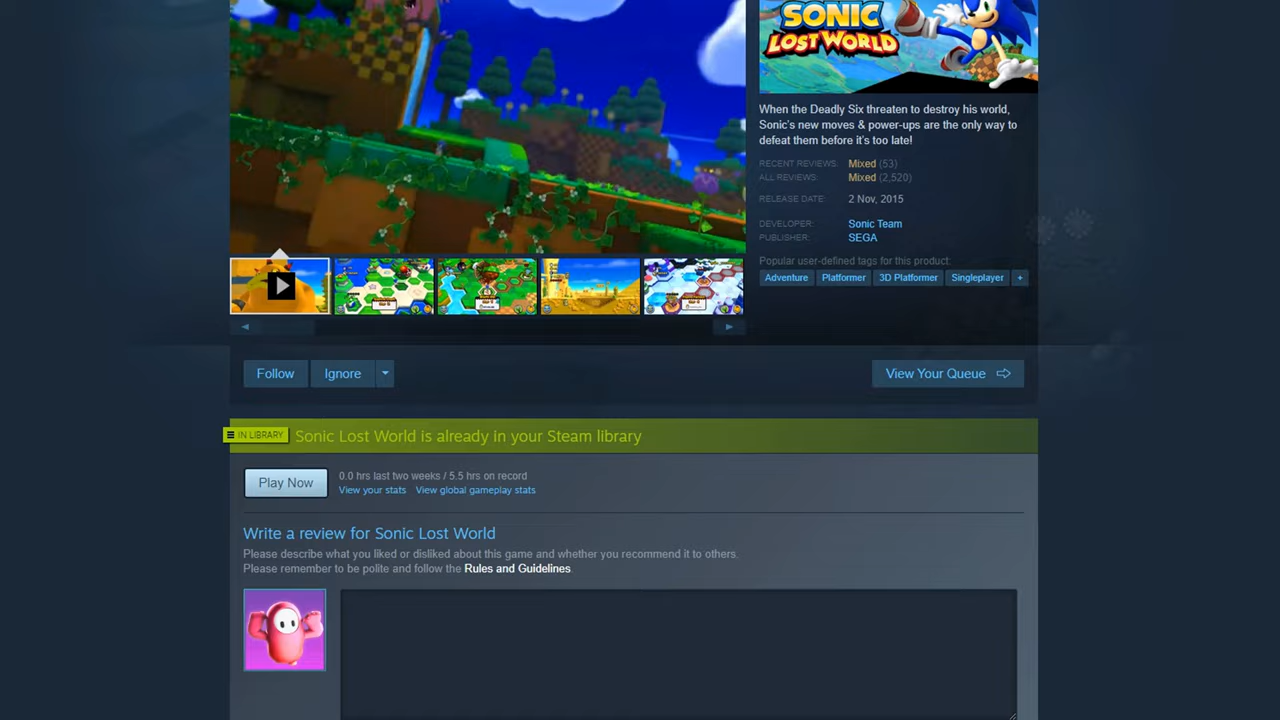 SONIC
LOST WORLD
When the Deadly Six threaten to destroy his world,
Sonic's new moves & power-ups are the only way to
defeat them before it's too late!
RECENT REVIEWS: Mixed (53)
ALL REVIEWS: Mixed (2,520)
RELEASE DATE: 2 Nov, 2015
DEVELOPER: Sonic Team
PUBLISHER: SEGA
Popular user-defined tags for this product:
Adventure Platformer 3D Platformer Singleplayer +
Follow Ignore View Your Queue
IN LIBRARY Sonic Lost World is already in your Steam library
Play Now
0.0 hrs last two weeks / 5.5 hrs on record
View your stats View global gameplay stats
Write a review for Sonic Lost World
Please describe what you liked or disliked about this game and whether you recommend it to others.
Please remember to be polite and follow the Rules and Guidelines